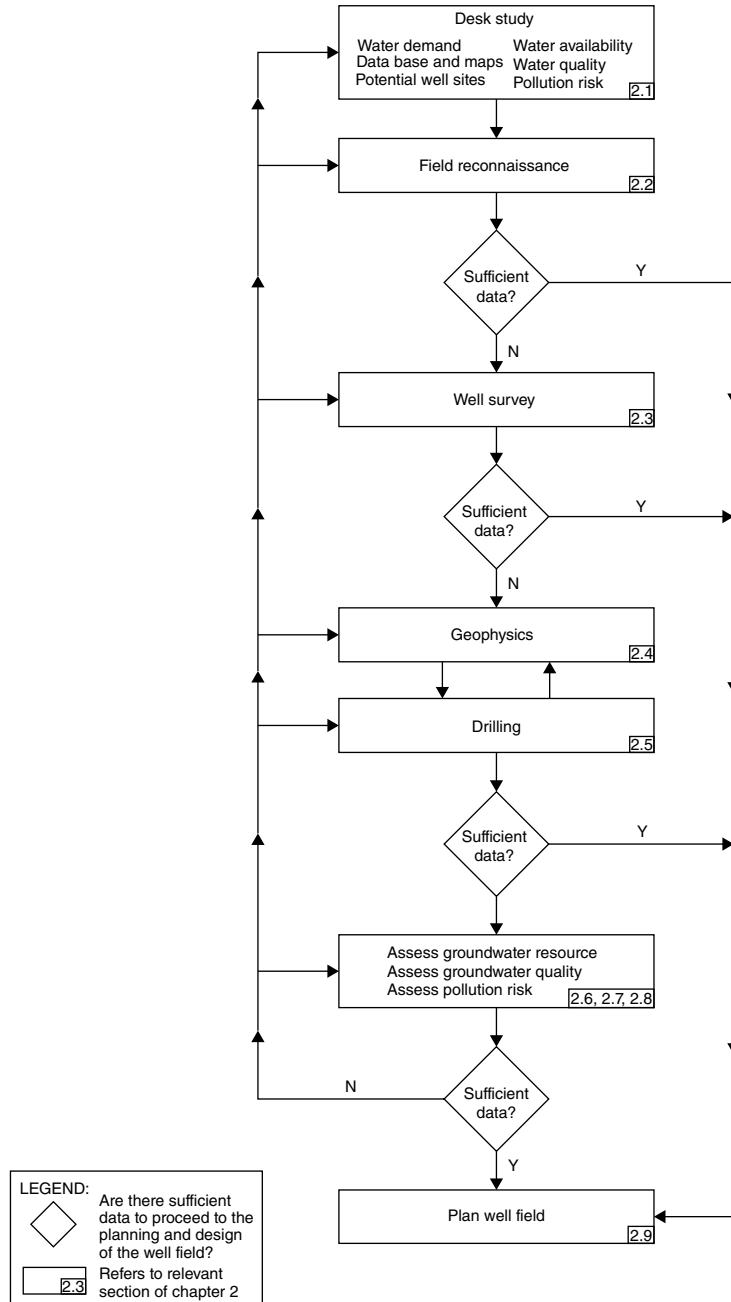 Desk study
Water demand
Data base and maps
Potential well sites
Water availability
Water quality
Pollution risk
2.1
Field reconnaissance
2.2
Sufficient
data?
Y
N
Well survey
2.3
Sufficient
data?
Y
N
Geophysics
2.4
Drilling
2.5
Sufficient
data?
Y
Assess groundwater resource
Assess groundwater quality
Assess pollution risk
2.6, 2.7, 2.8
Sufficient
data?
N
Y
Plan well field
2.9
LEGEND:
Are there sufficient
data to proceed to the
planning and design
of the well field?
2.3
Refers to relevant
section of chapter 2